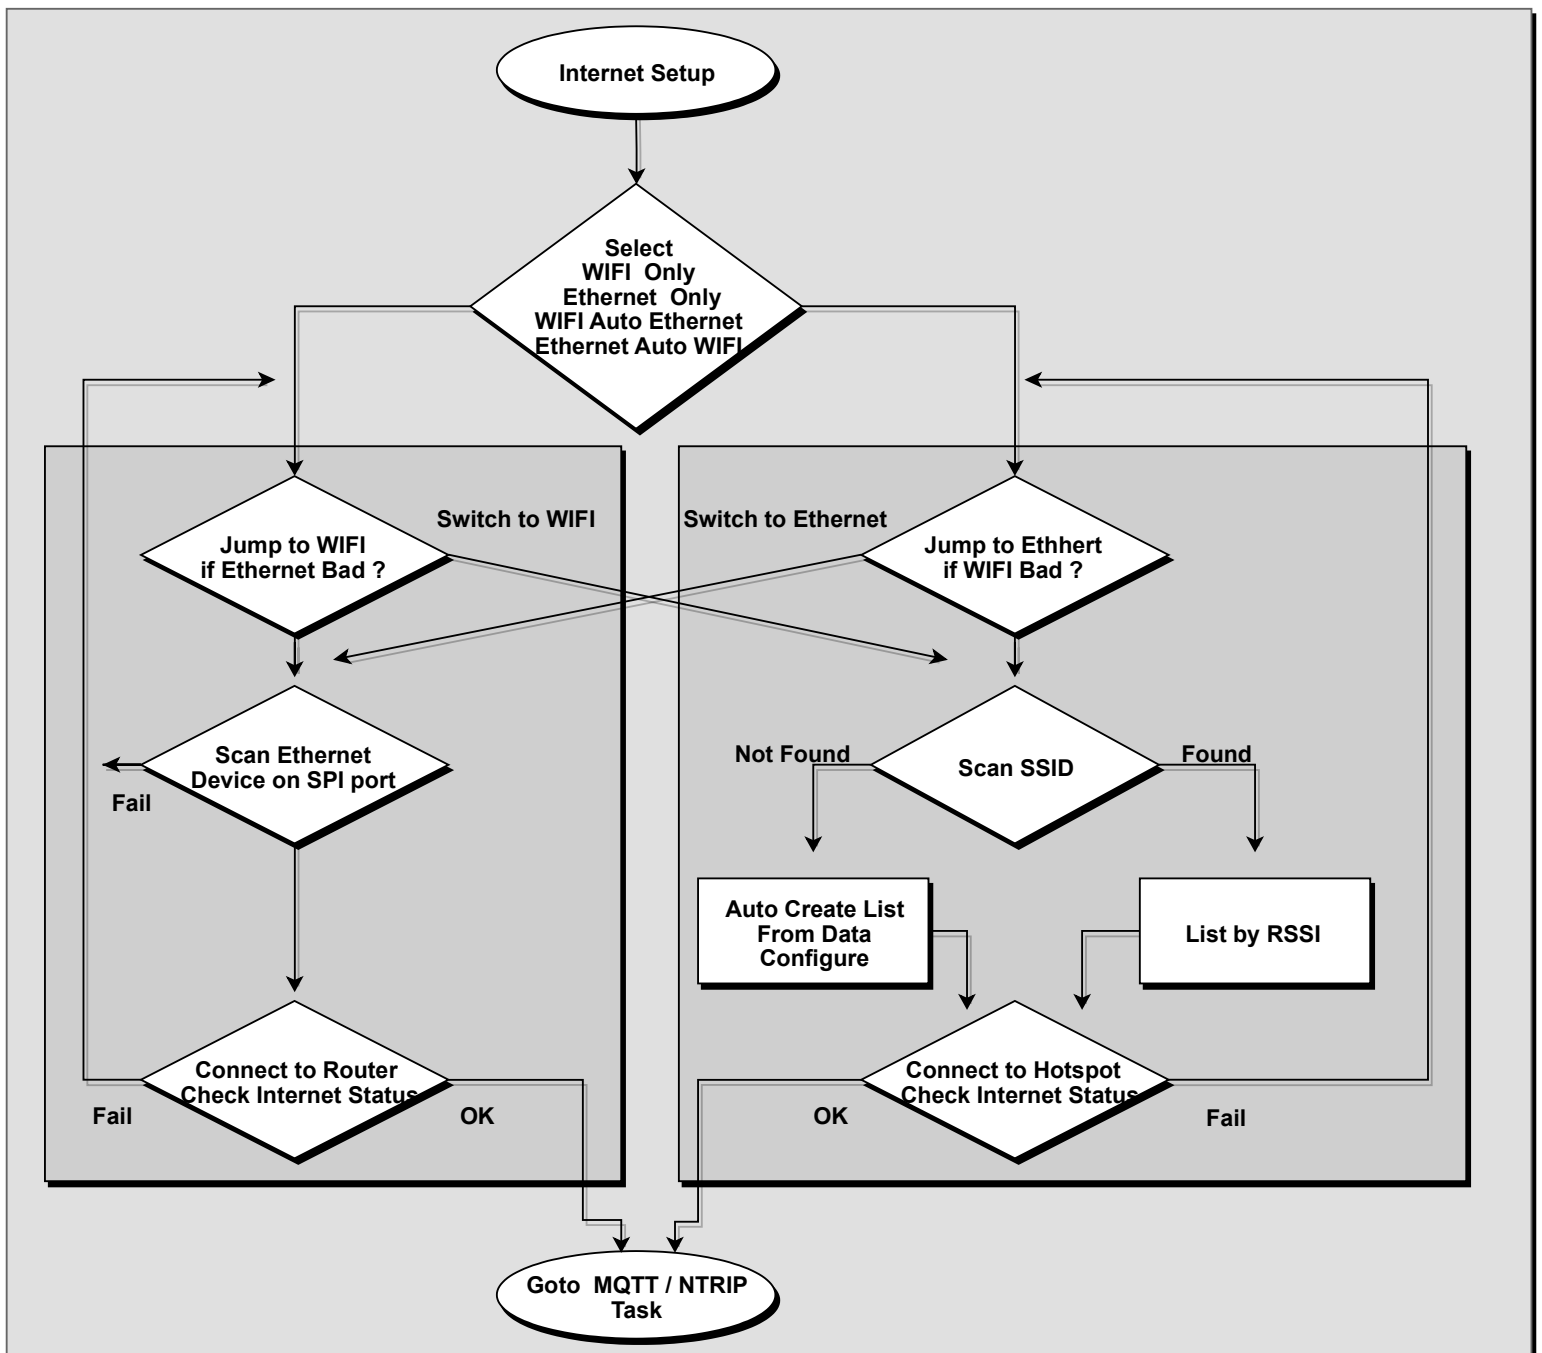 Internet Setup
Select
WIFI  Only
Ethernet  Only
WIFI Auto Ethernet
Ethernet Auto WIFI
Switch to WIFI
Switch to Ethernet
Jump to WIFI
if Ethernet Bad ?
Jump to Ethhert
if WIFI Bad ?
Scan Ethernet
Device on SPI port
Fail
Not Found
Scan SSID
Found
Auto Create List
From Data
Configure
List by RSSI
Connect to Router
Check Internet Status
Fail
OK
Connect to Hotspot
Check Internet Status
OK
Fail
Goto  MQTT / NTRIP
Task